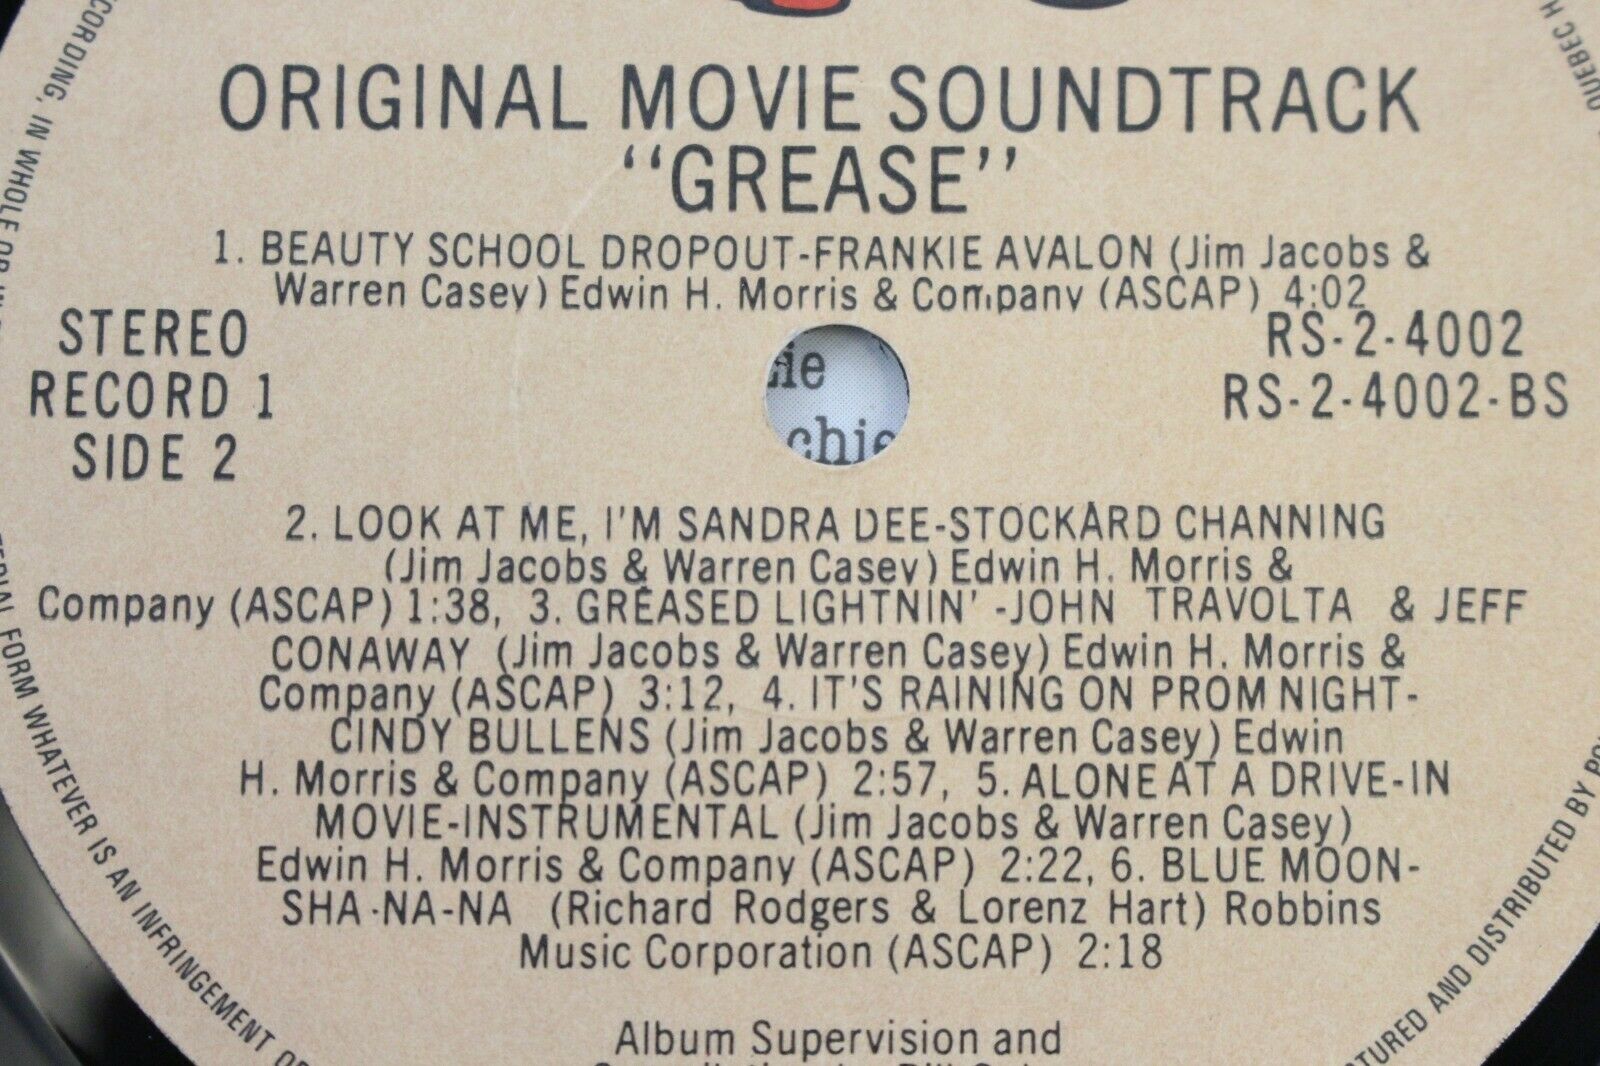 ORIGINAL MOVIE SOUNDTRACK
"GREASE"
1. BEAUTY SCHOOL DROPOUT-FRANKIE AVALON (Jim Jacobs &
Warren Casey) Edwin H. Morris & Company (ASCAP) 4:02
STEREO
RECORD 1
SIDE 2
RS-2-4002
RS-2-4002-BS
2. LOOK AT ME, I'M SANDRA DEE-STOCKARD CHANNING
(Jim Jacobs & Warren Casey) Edwin H. Morris &
Company (ASCAP) 1:38, 3. GREASED LIGHTNIN' -JOHN TRAVOLTA & JEFF
CONAWAY (Jim Jacobs & Warren Casey) Edwin H. Morris &
Company (ASCAP) 3:12, 4. IT'S RAINING ON PROM NIGHT-
CINDY BULLENS (Jim Jacobs & Warren Casey) Edwin
H. Morris & Company (ASCAP) 2:57, 5. ALONE AT A DRIVE-IN
MOVIE-INSTRUMENTAL (Jim Jacobs & Warren Casey)
Edwin H. Morris & Company (ASCAP) 2:22, 6. BLUE MOON-
SHA-NA-NA (Richard Rodgers & Lorenz Hart) Robbins
Music Corporation (ASCAP) 2:18
Album Supervision and
CORDING, IN WHOLE OR
FORM WHATEVER IS AN INFRINGEMENT
AND DISTRIBUTED BY
QUEBEC